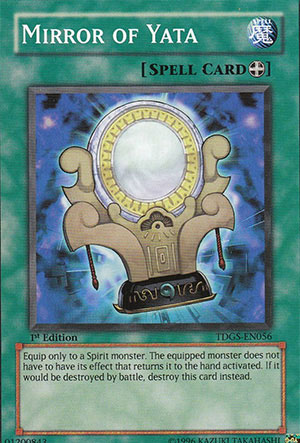 MIRROR OF YATA
魔
[SPELL CARD]
1st Edition
TDGS-EN056
Equip only to a Spirit monster. The equipped monster does not
have to have its effect that returns it to the hand activated. If it
would be destroyed by battle, destroy this card instead.
01200843
©1996 KAZUKI TAKAHASHI